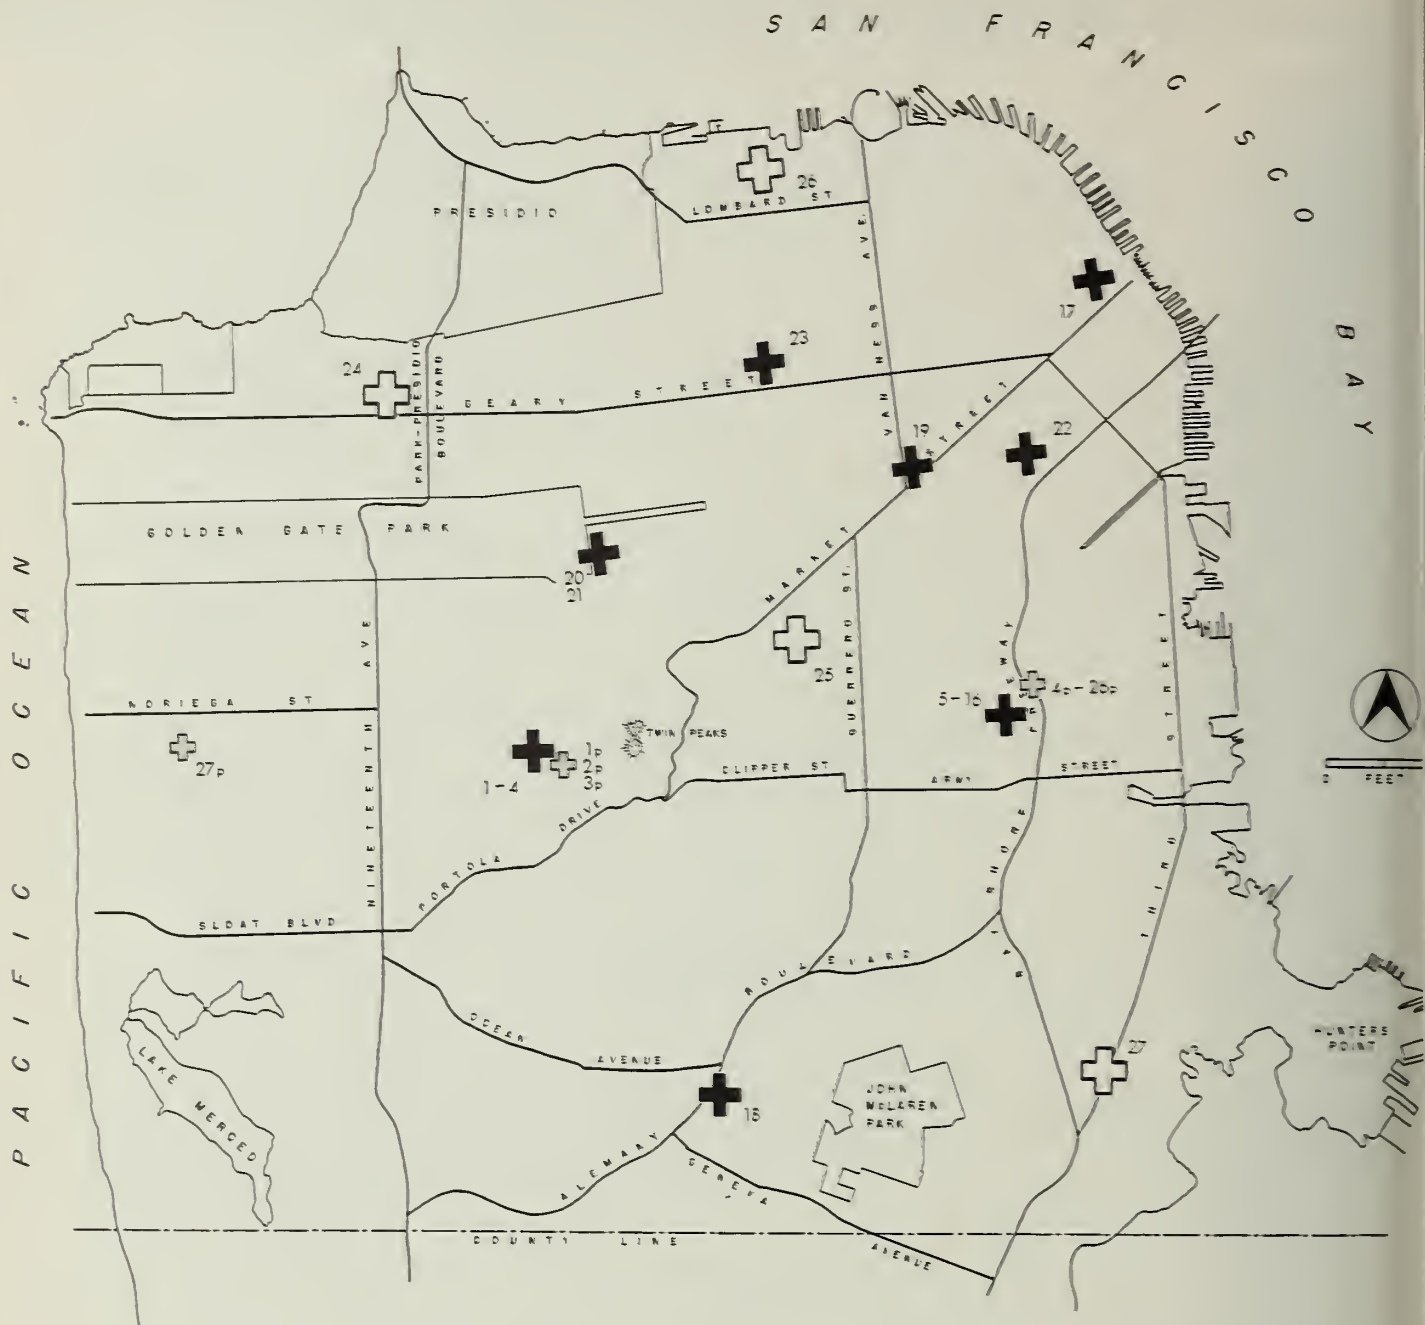 SAN FRANCISCO BAY
PACIFIC OCEAN
PRESIDIO
26
LOMBARD ST
VAN NESS AVE.
17
23
24
PARK-PRESIDIO
BOULEVARD
GEARY STREET
19
22
MARKET STREET
GOLDEN GATE PARK
20
21
25
GUERRERO ST.
NINETEENTH AVE
NORIEGA ST
27p
1-4
1p
2p
3p
TWIN PEAKS
5-16
4p-26p
FREEWAY
CLIPPER ST
ARMY STREET
THIRD STREET
0 FEET
PORTOLA DRIVE
SLOAT BLVD
BAYSHORE
ALEMANY BOULEVARD
OCEAN AVENUE
LAKE MERCED
18
JOHN
McLAREN
PARK
27
HUNTERS
POINT
GENEVA AVENUE
COUNTY LINE